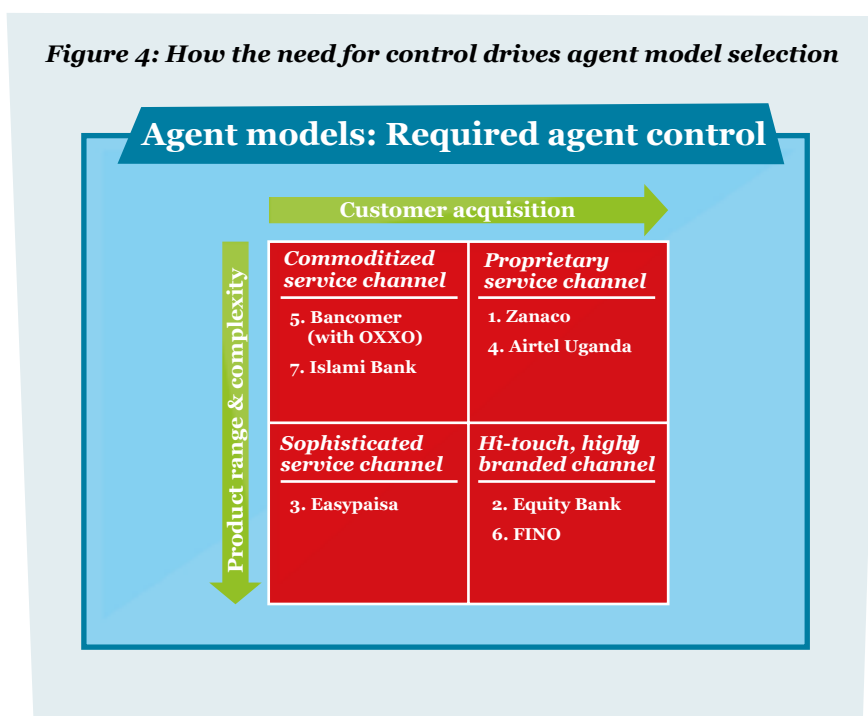 Figure 4: How the need for control drives agent model selection
Agent models: Required agent control
Customer acquisition
Product range & complexity
Commoditized
service channel
5. Bancomer
(with OXXO)
7. Islami Bank
Proprietary
service channel
1. Zanaco
4. Airtel Uganda
Sophisticated
service channel
3. Easypaisa
Hi-touch, highly
branded channel
2. Equity Bank
6. FINO